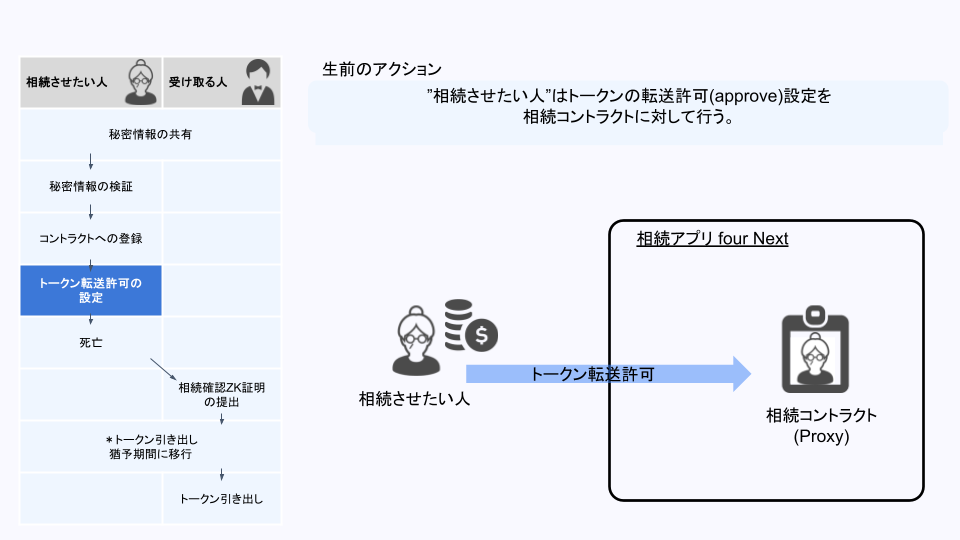 相続させたい人
受け取る人
秘密情報の共有
秘密情報の検証
コントラクトへの登録
トークン転送許可の
設定
死亡
相続確認ZK証明
の提出
*トークン引き出し
猶予期間に移行
トークン引き出し
生前のアクション
”相続させたい人”はトークンの転送許可(approve)設定を
相続コントラクトに対して行う。
相続アプリ four Next
$
トークン転送許可
相続させたい人
相続コントラクト
(Proxy)